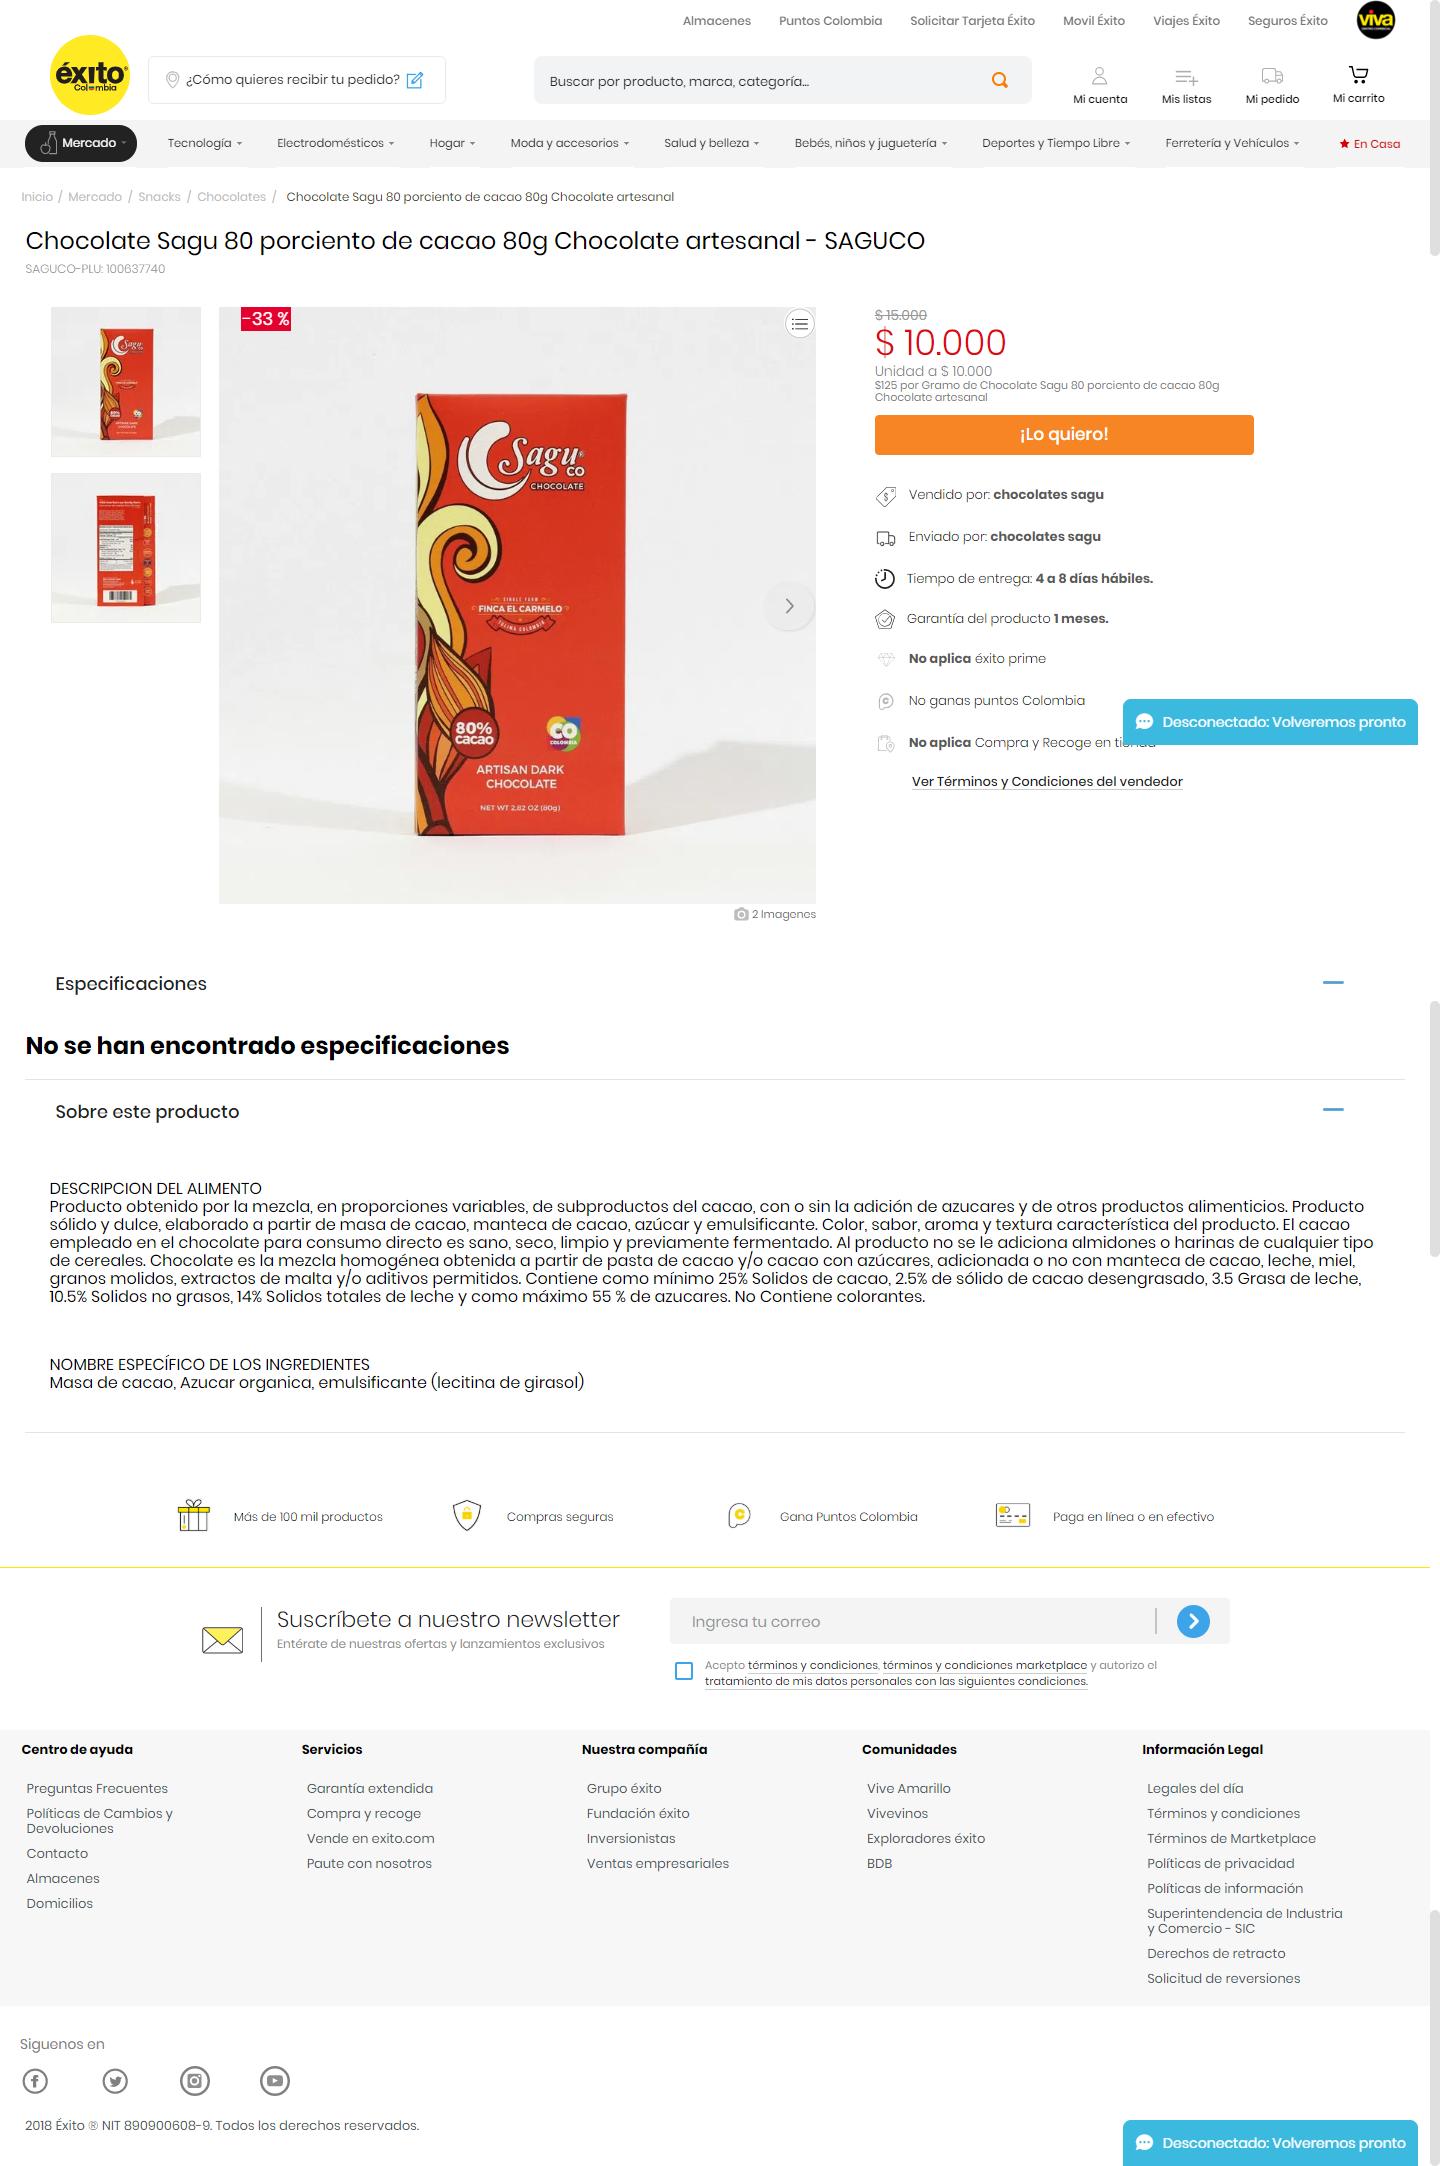 Almacenes Puntos Colombia Solicitar Tarjeta Éxito Movil Éxito Viajes Éxito Seguros Éxito viva
éxito
Colombia
¿Cómo quieres recibir tu pedido?
Buscar por producto, marca, categoría...
Mi cuenta Mis listas Mi pedido Mi carrito
Mercado Tecnología Electrodomésticos Hogar Moda y accesorios Salud y belleza Bebés, niños y juguetería Deportes y Tiempo Libre Ferretería y Vehículos En Casa
Inicio / Mercado / Snacks / Chocolates / Chocolate Sagu 80 porciento de cacao 80g Chocolate artesanal
Chocolate Sagu 80 porciento de cacao 80g Chocolate artesanal - SAGUCO
SAGUCO-PLU: 100637740
-33 %
Sagu
CO
CHOCOLATE
SINGLE FARM
FINCA EL CARMELO
TOLIMA COLOMBIA
80%
cacao
CO
COLOMBIA
ARTISAN DARK
CHOCOLATE
NET WT 2,82 OZ (80g)
2 Imagenes
$ 15.000
$ 10.000
Unidad a $ 10.000
$125 por Gramo de Chocolate Sagu 80 porciento de cacao 80g
Chocolate artesanal
¡Lo quiero!
Vendido por: chocolates sagu
Enviado por: chocolates sagu
Tiempo de entrega: 4 a 8 días hábiles.
Garantía del producto 1 meses.
No aplica éxito prime
No ganas puntos Colombia
Desconectado: Volveremos pronto
No aplica Compra y Recoge en
Ver Términos y Condiciones del vendedor
Especificaciones
No se han encontrado especificaciones
Sobre este producto
DESCRIPCION DEL ALIMENTO
Producto obtenido por la mezcla, en proporciones variables, de subproductos del cacao, con o sin la adición de azucares y de otros productos alimenticios. Producto
sólido y dulce, elaborado a partir de masa de cacao, manteca de cacao, azúcar y emulsificante. Color, sabor, aroma y textura característica del producto. El cacao
empleado en el chocolate para consumo directo es sano, seco, limpio y previamente fermentado. Al producto no se le adiciona almidones o harinas de cualquier tipo
de cereales. Chocolate es la mezcla homogénea obtenida a partir de pasta de cacao y/o cacao con azúcares, adicionada o no con manteca de cacao, leche, miel,
granos molidos, extractos de malta y/o aditivos permitidos. Contiene como mínimo 25% Solidos de cacao, 2.5% de sólido de cacao desengrasado, 3.5 Grasa de leche,
10.5% Solidos no grasos, 14% Solidos totales de leche y como máximo 55 % de azucares. No Contiene colorantes.
NOMBRE ESPECÍFICO DE LOS INGREDIENTES
Masa de cacao, Azucar organica, emulsificante (lecitina de girasol)
Más de 100 mil productos Compras seguras Gana Puntos Colombia Paga en línea o en efectivo
Suscríbete a nuestro newsletter
Entérate de nuestras ofertas y lanzamientos exclusivos
Ingresa tu correo
Acepto términos y condiciones, términos y condiciones marketplace y autorizo el
tratamiento de mis datos personales con las siguientes condiciones.
Centro de ayuda
Preguntas Frecuentes
Políticas de Cambios y
Devoluciones
Contacto
Almacenes
Domicilios
Servicios
Garantía extendida
Compra y recoge
Vende en exito.com
Paute con nosotros
Nuestra compañía
Grupo éxito
Fundación éxito
Inversionistas
Ventas empresariales
Comunidades
Vive Amarillo
Vivevinos
Exploradores éxito
BDB
Información Legal
Legales del día
Términos y condiciones
Términos de Martketplace
Políticas de privacidad
Políticas de información
Superintendencia de Industria
y Comercio - SIC
Derechos de retracto
Solicitud de reversiones
Siguenos en
2018 Éxito ® NIT 890900608-9. Todos los derechos reservados.
Desconectado: Volveremos pronto